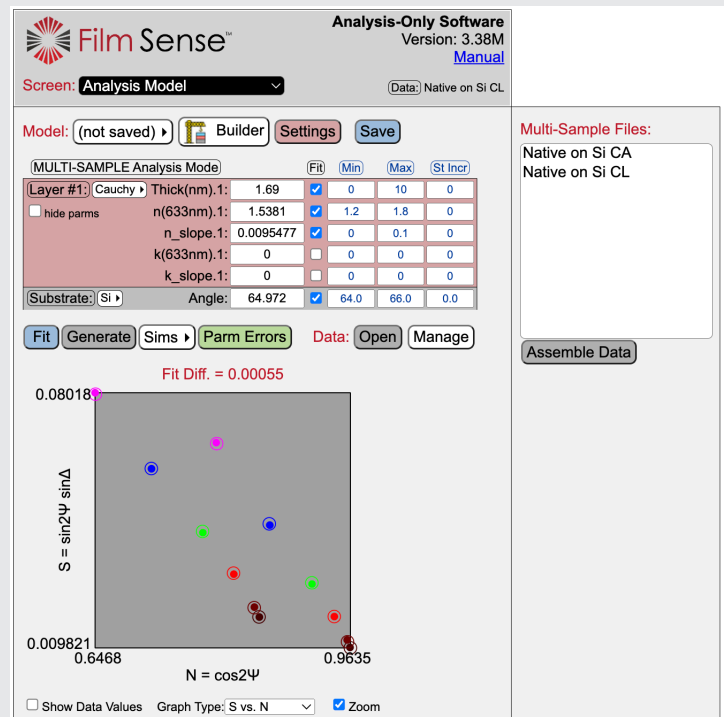 Film Sense™
Analysis-Only Software
Version: 3.38M
Manual
Screen: Analysis Model
Data: Native on Si CL
Model: (not saved) Builder Settings Save
MULTI-SAMPLE Analysis Mode Fit Min Max St Incr
Layer #1: Cauchy Thick(nm).1: 1.69 0 10 0
hide parms n(633nm).1: 1.5381 1.2 1.8 0
n_slope.1: 0.0095477 0 0.1 0
k(633nm).1: 0 0 0 0
k_slope.1: 0 0 0 0
Substrate: Si Angle: 64.972 64.0 66.0 0.0
Fit Generate Sims Parm Errors Data: Open Manage
Fit Diff. = 0.00055
0.08018
S = sin2Ψ sinΔ
0.009821
0.6468 0.9635
N = cos2Ψ
Show Data Values Graph Type: S vs. N Zoom
Multi-Sample Files:
Native on Si CA
Native on Si CL
Assemble Data